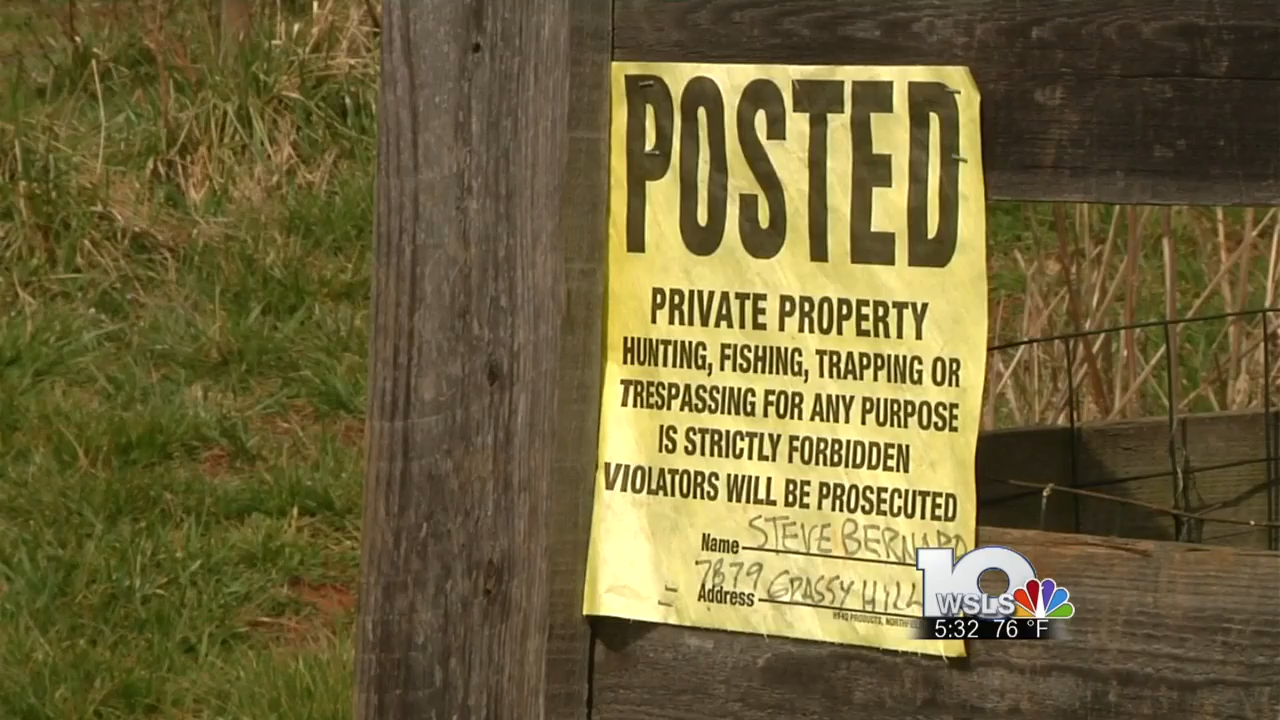 POSTED
PRIVATE PROPERTY
HUNTING, FISHING, TRAPPING OR
TRESPASSING FOR ANY PURPOSE
IS STRICTLY FORBIDDEN
VIOLATORS WILL BE PROSECUTED
Name STEVE BERNARD
7879 GRASSY HILL
Address
PRODUCTS,
10
WSLS
5:32 76 °F